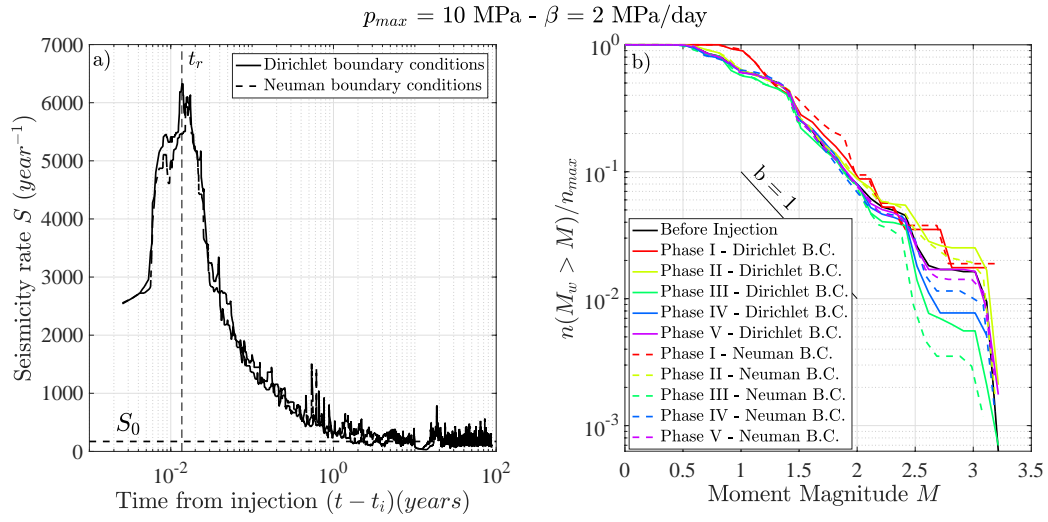 p_{max} = 10 MPa - β = 2 MPa/day
a)
t_r
Dirichlet boundary conditions
Neuman boundary conditions
7000
6000
5000
4000
3000
2000
1000
0
S_0
10^{-2}
10^0
10^2
Seismicity rate S (year^{-1})
Time from injection (t − t_i)(years)
b)
b = 1
Before Injection
Phase I - Dirichlet B.C.
Phase II - Dirichlet B.C.
Phase III - Dirichlet B.C.
Phase IV - Dirichlet B.C.
Phase V - Dirichlet B.C.
Phase I - Neuman B.C.
Phase II - Neuman B.C.
Phase III - Neuman B.C.
Phase IV - Neuman B.C.
Phase V - Neuman B.C.
10^0
10^{-1}
10^{-2}
10^{-3}
0 0.5 1 1.5 2 2.5 3 3.5
n(M_w > M)/n_{max}
Moment Magnitude M